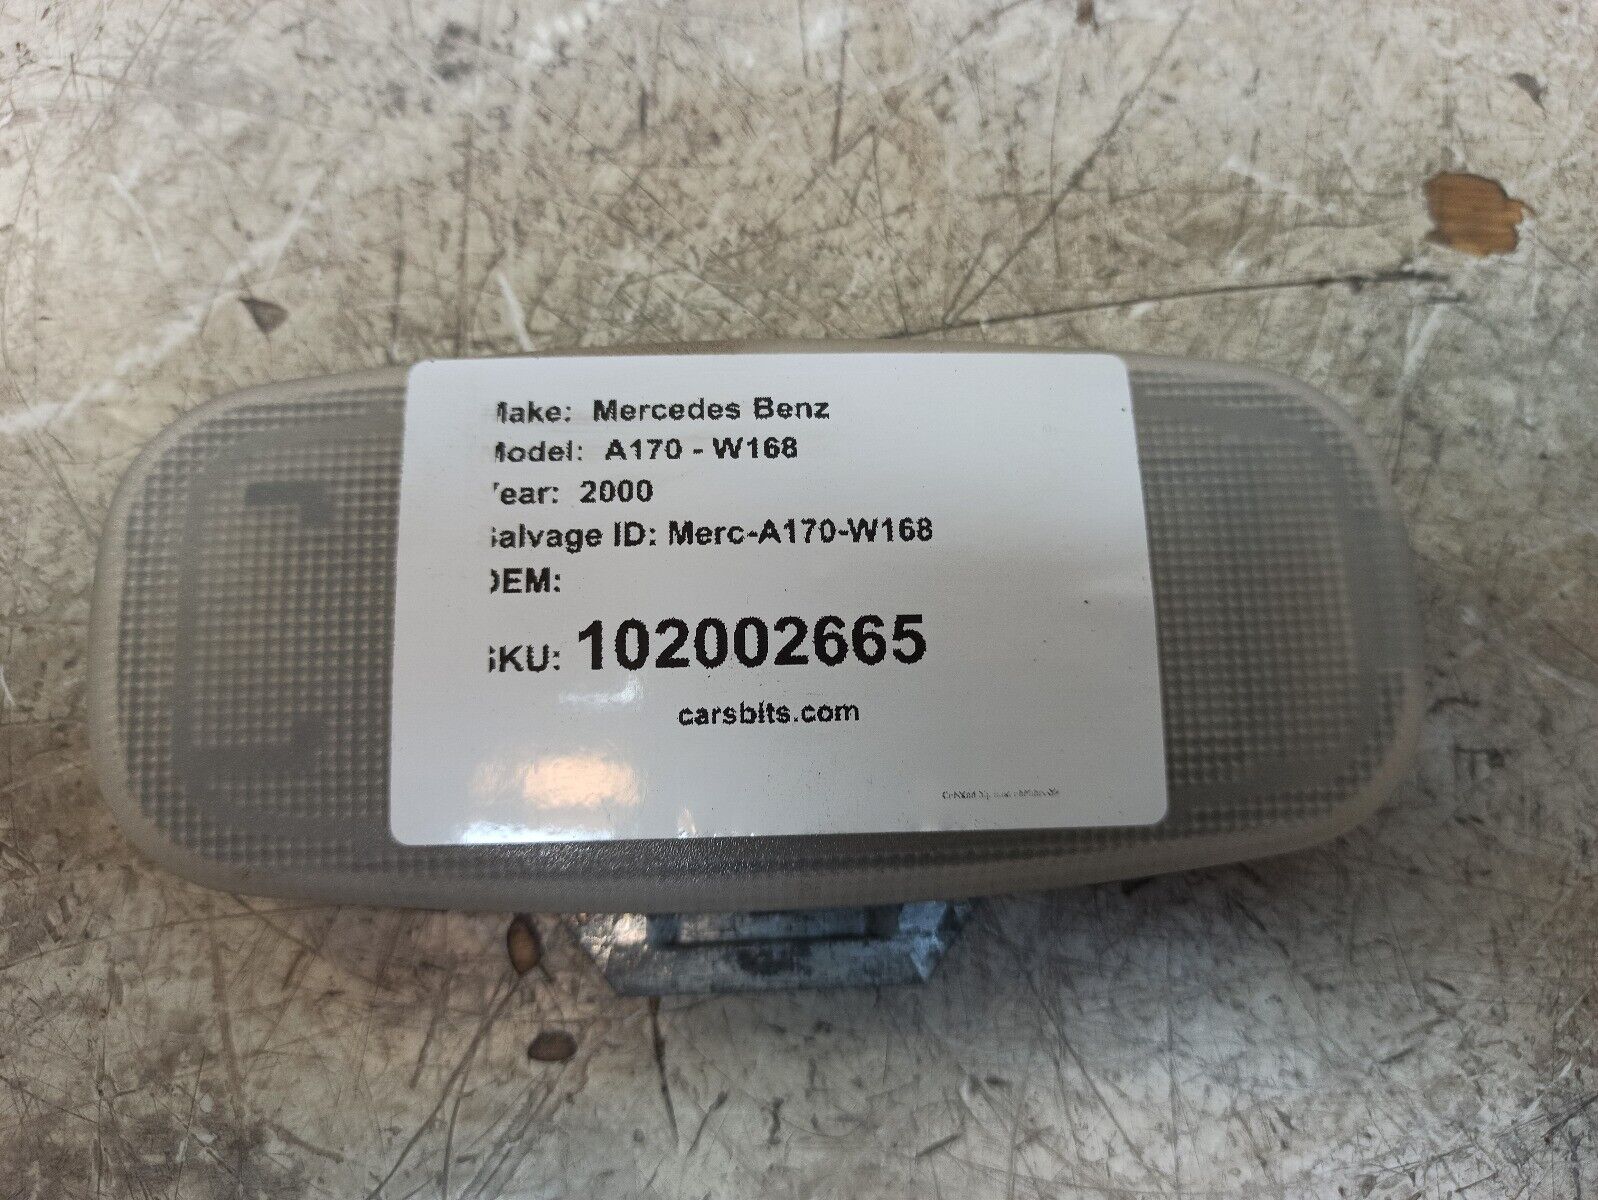 Make: Mercedes Benz
Model: A170 - W168
Year: 2000
Salvage ID: Merc-A170-W168
OEM:
SKU: 102002665
carsbits.com